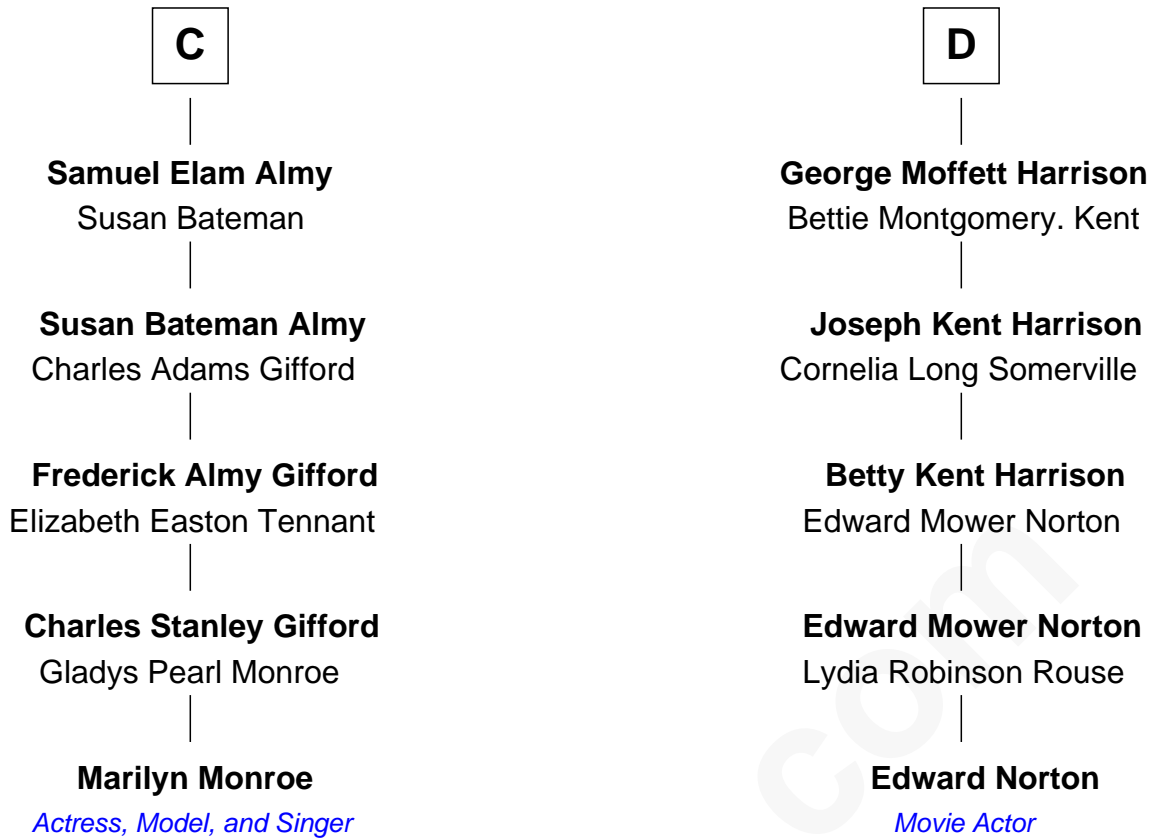 C
Samuel Elam Almy
Susan Bateman
Susan Bateman Almy
Charles Adams Gifford
Frederick Almy Gifford
Elizabeth Easton Tennant
Charles Stanley Gifford
Gladys Pearl Monroe
Marilyn Monroe
Actress, Model, and Singer
D
George Moffett Harrison
Bettie Montgomery. Kent
Joseph Kent Harrison
Cornelia Long Somerville
Betty Kent Harrison
Edward Mower Norton
Edward Mower Norton
Lydia Robinson Rouse
Edward Norton
Movie Actor
com